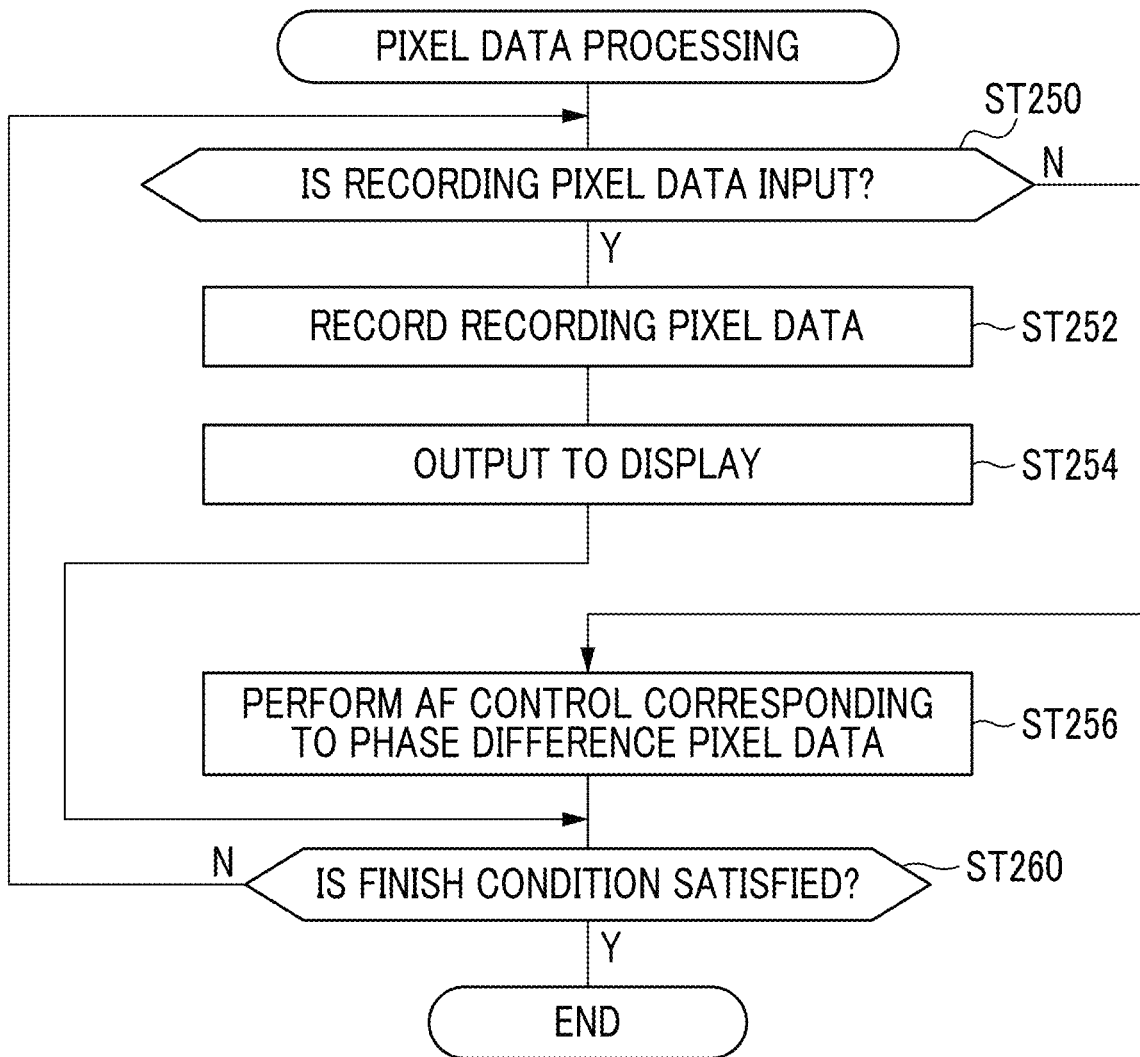 PIXEL DATA PROCESSING
ST250
IS RECORDING PIXEL DATA INPUT?
N
Y
RECORD RECORDING PIXEL DATA
ST252
OUTPUT TO DISPLAY
ST254
PERFORM AF CONTROL CORRESPONDING
TO PHASE DIFFERENCE PIXEL DATA
ST256
N
IS FINISH CONDITION SATISFIED?
ST260
Y
END